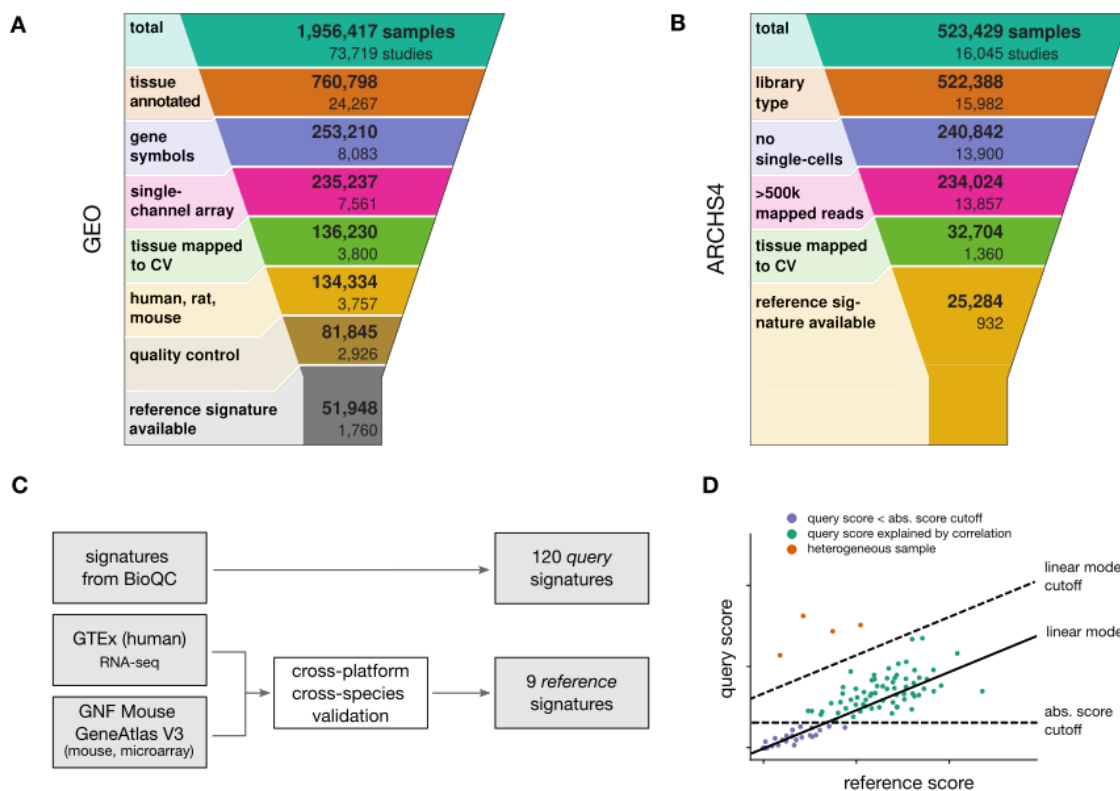 A
total
1,956,417 samples
73,719 studies
tissue
annotated
760,798
24,267
gene
symbols
253,210
8,083
single-
channel array
235,237
7,561
tissue mapped
to CV
136,230
3,800
human, rat,
mouse
134,334
3,757
quality control
81,845
2,926
reference signature
available
51,948
1,760
GEO
B
total
523,429 samples
16,045 studies
library
type
522,388
15,982
no
single-cells
240,842
13,900
>500k
mapped reads
234,024
13,857
tissue mapped
to CV
32,704
1,360
reference sig-
nature available
25,284
932
ARCHS4
C
signatures
from BioQC
120 query
signatures
GTEx (human)
RNA-seq
GNF Mouse
GeneAtlas V3
(mouse, microarray)
cross-platform
cross-species
validation
9 reference
signatures
D
query score < abs. score cutoff
query score explained by correlation
heterogeneous sample
linear mode
cutoff
linear mode
abs. score
cutoff
query score
reference score